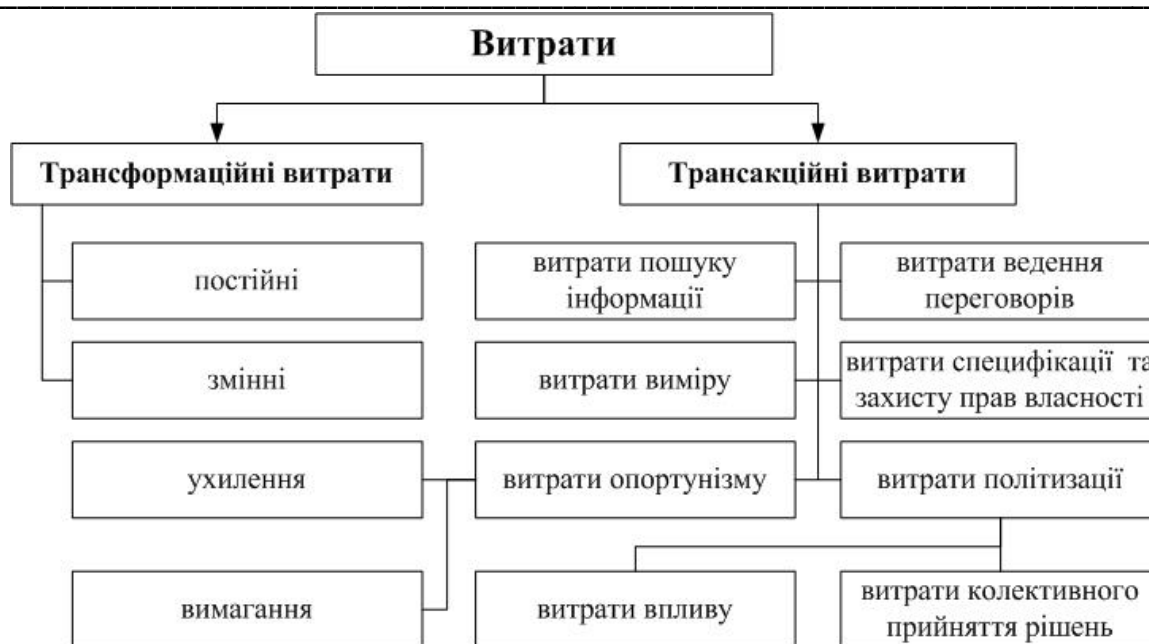 Витрати
Трансформаційні витрати
Трансакційні витрати
постійні
витрати пошуку
інформації
витрати ведення
переговорів
змінні
витрати виміру
витрати специфікації та
захисту прав власності
ухилення
витрати опортунізму
витрати політизації
вимагання
витрати впливу
витрати колективного
прийняття рішень